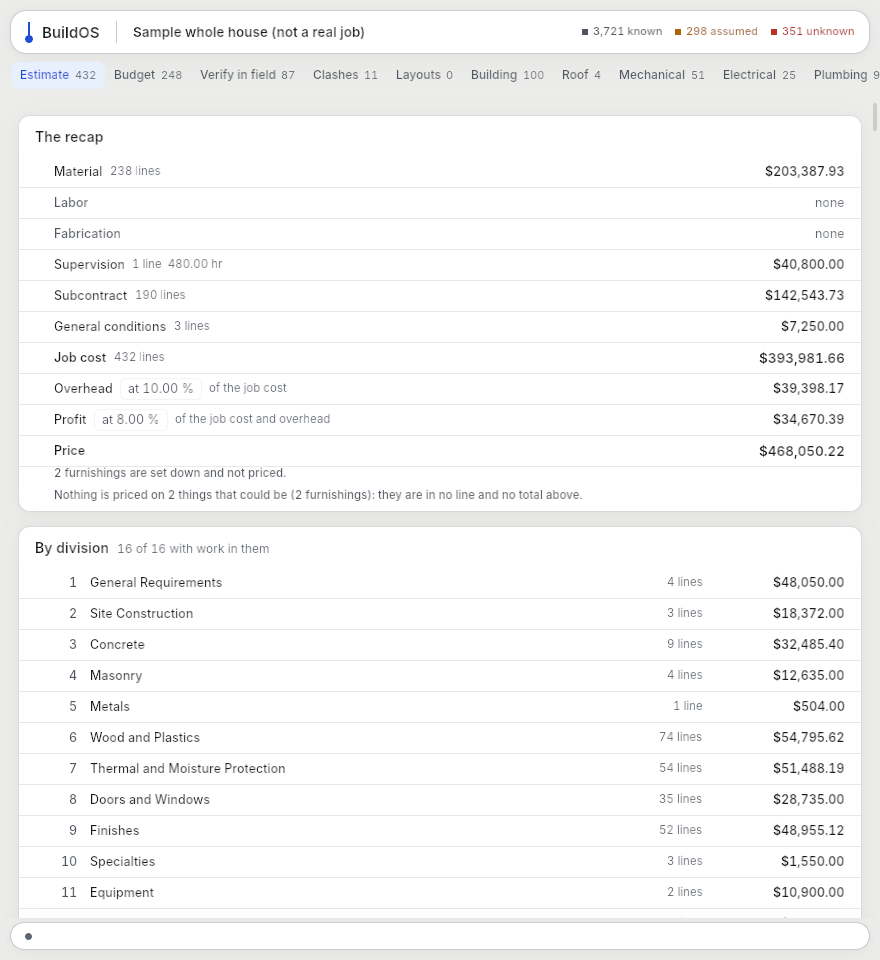 BuildOS Sample whole house (not a real job) 3,721 known 298 assumed 351 unknown
Estimate 432 Budget 248 Verify in field 87 Clashes 11 Layouts 0 Building 100 Roof 4 Mechanical 51 Electrical 25 Plumbing 9
The recap
Material 238 lines $203,387.93
Labor none
Fabrication none
Supervision 1 line 480.00 hr $40,800.00
Subcontract 190 lines $142,543.73
General conditions 3 lines $7,250.00
Job cost 432 lines $393,981.66
Overhead at 10.00 % of the job cost $39,398.17
Profit at 8.00 % of the job cost and overhead $34,670.39
Price $468,050.22
2 furnishings are set down and not priced.
Nothing is priced on 2 things that could be (2 furnishings): they are in no line and no total above.
By division 16 of 16 with work in them
1 General Requirements 4 lines $48,050.00
2 Site Construction 3 lines $18,372.00
3 Concrete 9 lines $32,485.40
4 Masonry 4 lines $12,635.00
5 Metals 1 line $504.00
6 Wood and Plastics 74 lines $54,795.62
7 Thermal and Moisture Protection 54 lines $51,488.19
8 Doors and Windows 35 lines $28,735.00
9 Finishes 52 lines $48,955.12
10 Specialties 3 lines $1,550.00
11 Equipment 2 lines $10,900.00